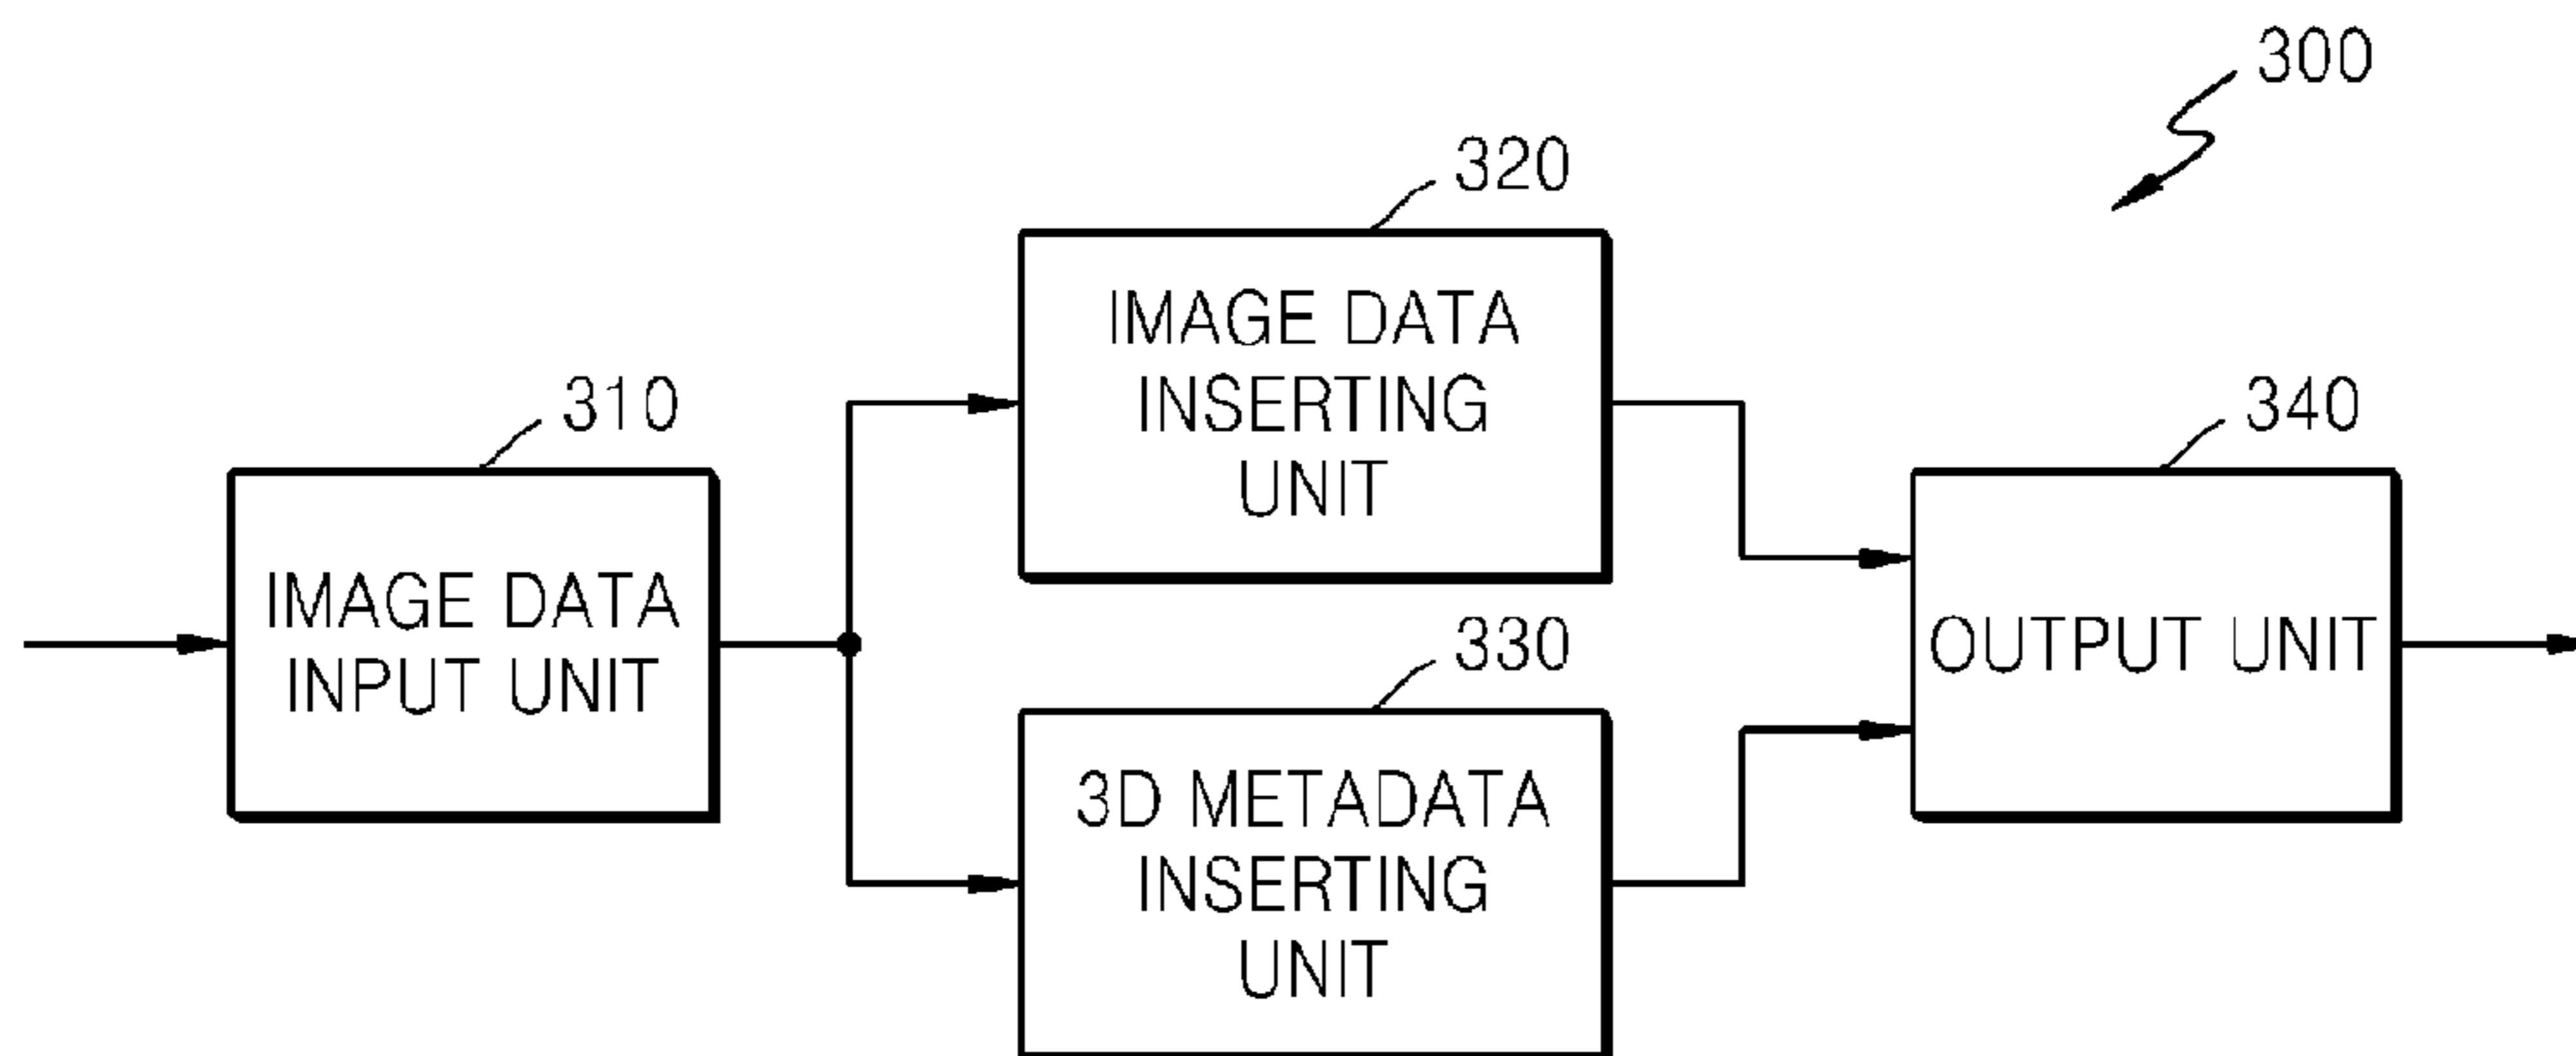 300
320
IMAGE DATA
INSERTING
UNIT
310
IMAGE DATA
INPUT UNIT
340
OUTPUT UNIT
330
3D METADATA
INSERTING
UNIT